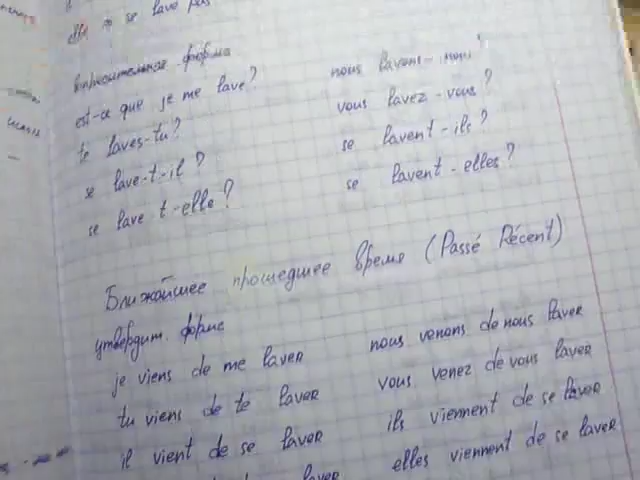 elle ne se lave pas
вопросительная форма
est-ce que je me lave?
te laves-tu?
se lave-t-il?
se lave t-elle?
nous lavons-nous?
vous lavez-vous?
se lavent-ils?
se lavent-elles?
Ближайшее прошедшее время (Passé Récent)
утвердит. форме
je viens de me laver
tu viens de te laver
il vient de se laver
laver
nous venons de nous laver
vous venez de vous laver
ils viennent de se laver
elles viennent de se laver